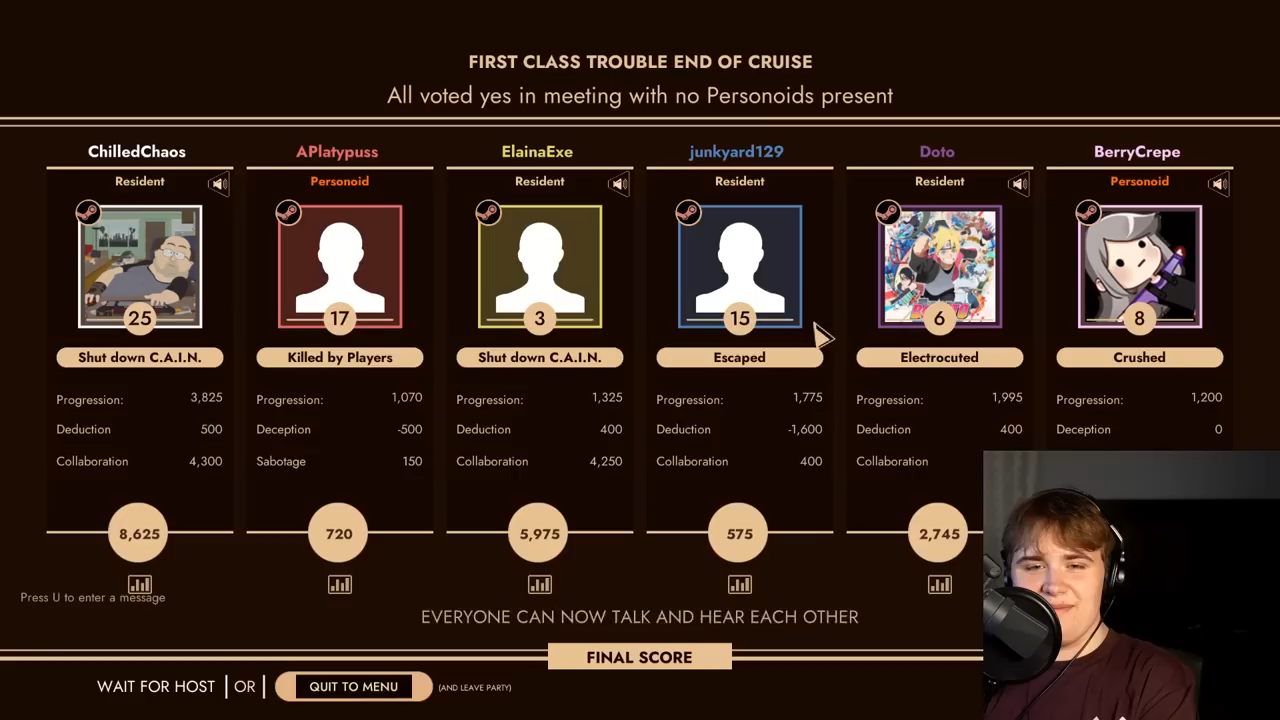 FIRST CLASS TROUBLE END OF CRUISE
All voted yes in meeting with no Personoids present
ChilledChaos
Resident
25
Shut down C.A.I.N.
Progression: 3,825
Deduction 500
Collaboration 4,300
8,625
APlatypuss
Personoid
17
Killed by Players
Progression: 1,070
Deception -500
Sabotage 150
720
ElainaExe
Resident
3
Shut down C.A.I.N.
Progression: 1,325
Deduction 400
Collaboration 4,250
5,975
junkyard129
Resident
15
Escaped
Progression: 1,775
Deduction -1,600
Collaboration 400
575
Doto
Resident
6
Electrocuted
Progression: 1,995
Deduction 400
Collaboration
2,745
BerryCrepe
Personoid
8
Crushed
Progression: 1,200
Deception 0
Press U to enter a message
EVERYONE CAN NOW TALK AND HEAR EACH OTHER
FINAL SCORE
WAIT FOR HOST | OR | QUIT TO MENU (AND LEAVE PARTY)